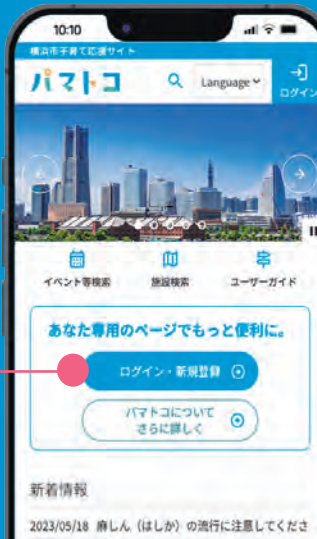 10:10
横浜市子育て応援サイト
パマトコ
Language
ログイン
イベント等検索
施設検索
ユーザーガイド
あなた専用のページでもっと便利に。
ログイン・新規登録
パマトコについて
さらに詳しく
新着情報
2023/05/18 麻しん（はしか）の流行に注意してくださ